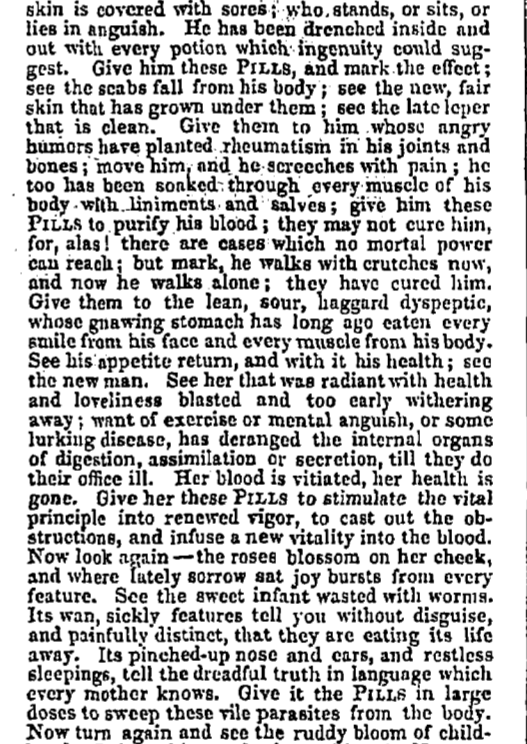 skin is covered with sores; who stands, or sits, or
lies in anguish. He has been drenched inside and
out with every potion which ingenuity could sug-
gest. Give him these PILLS, and mark the effect;
see the scabs fall from his body; see the new, fair
skin that has grown under them; see the late leper
that is clean. Give them to him whose angry
humors have planted rheumatism in his joints and
bones; move him, and he screeches with pain; he
too has been soaked through every muscle of his
body with liniments and salves; give him these
PILLS to purify his blood; they may not cure him,
for, alas! there are cases which no mortal power
can reach; but mark, he walks with crutches now,
and now he walks alone; they have cured him.
Give them to the lean, sour, haggard dyspeptic,
whose gnawing stomach has long ago eaten every
smile from his face and every muscle from his body.
See his appetite return, and with it his health; see
the new man. See her that was radiant with health
and loveliness blasted and too early withering
away; want of exercise or mental anguish, or some
lurking disease, has deranged the internal organs
of digestion, assimilation or secretion, till they do
their office ill. Her blood is vitiated, her health is
gone. Give her these PILLS to stimulate the vital
principle into renewed vigor, to cast out the ob-
structions, and infuse a new vitality into the blood.
Now look again — the roses blossom on her cheek,
and where lately sorrow sat joy bursts from every
feature. See the sweet infant wasted with worms.
Its wan, sickly features tell you without disguise,
and painfully distinct, that they are eating its life
away. Its pinched-up nose and ears, and restless
sleepings, tell the dreadful truth in language which
every mother knows. Give it the PILLS in large
doses to sweep these vile parasites from the body.
Now turn again and see the ruddy bloom of child-